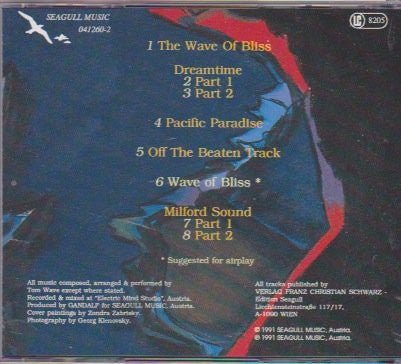 SEAGULL MUSIC
041260-2
LC 8205
1 The Wave Of Bliss
Dreamtime
2 Part 1
3 Part 2
4 Pacific Paradise
5 Off The Beaten Track
6 Wave of Bliss *
Milford Sound
7 Part 1
8 Part 2
* Suggested for airplay
All music composed, arranged & performed by
Tom Wave except where stated.
Recorded & mixed at "Electric Mind Studio", Austria.
Produced by GANDALF for SEAGULL MUSIC, Austria.
Cover paintings by Zondra Zabrisky,
Photography by Georg Klenovsky.
All tracks published by
VERLAG FRANZ CHRISTIAN SCHWARZ -
Edition Seagull
Liechtensteinstraße 117/17,
A-1090 WIEN
℗ 1991 SEAGULL MUSIC, Austria.
© 1991 SEAGULL MUSIC, Austria.